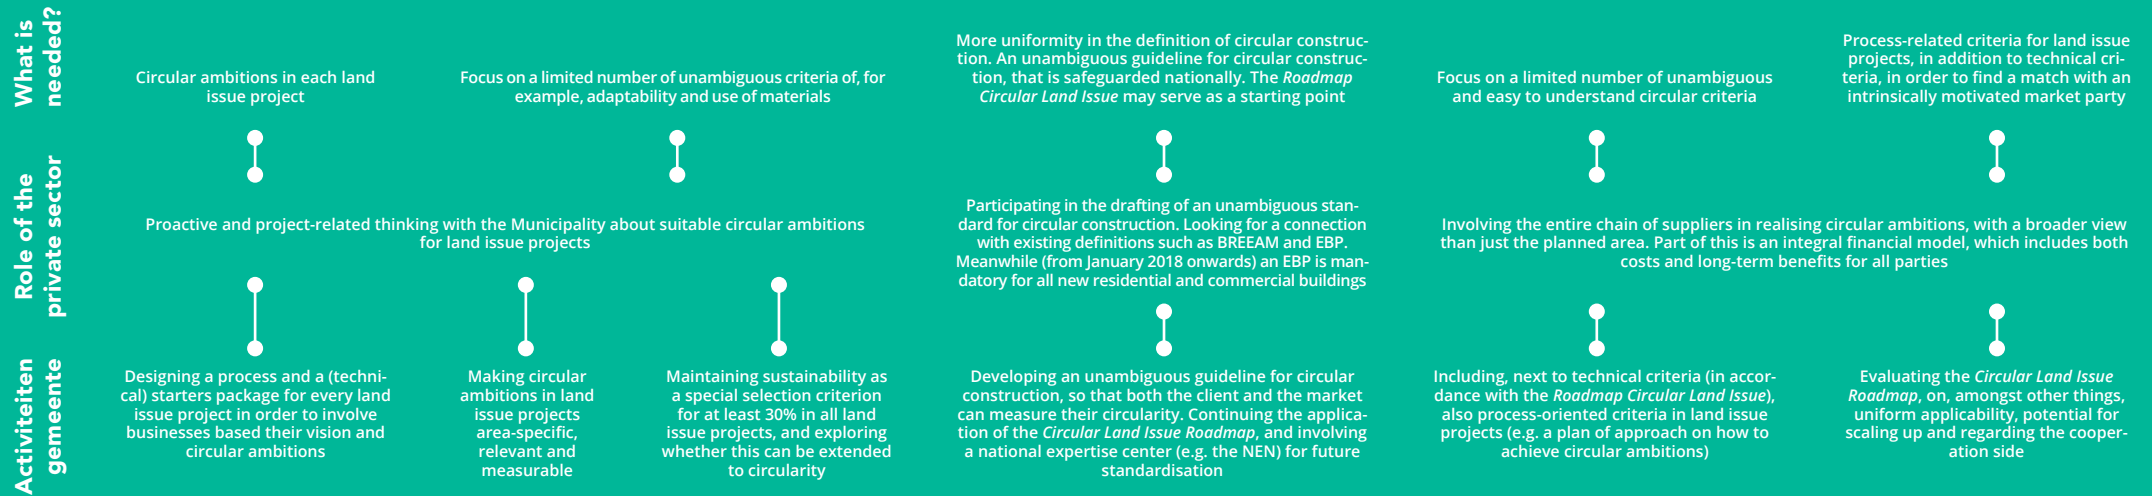 What is
needed?
Circular ambitions in each land
issue project
Focus on a limited number of unambiguous criteria of, for
example, adaptability and use of materials
More uniformity in the definition of circular construc-
tion. An unambiguous guideline for circular construc-
tion, that is safeguarded nationally. The Roadmap
Circular Land Issue may serve as a starting point
Focus on a limited number of unambiguous
and easy to understand circular criteria
Process-related criteria for land issue
projects, in addition to technical cri-
teria, in order to find a match with an
intrinsically motivated market party
Role of the
private sector
Proactive and project-related thinking with the Municipality about suitable circular ambitions
for land issue projects
Participating in the drafting of an unambiguous stan-
dard for circular construction. Looking for a connection
with existing definitions such as BREEAM and EBP.
Meanwhile (from January 2018 onwards) an EBP is man-
datory for all new residential and commercial buildings
Involving the entire chain of suppliers in realising circular ambitions, with a broader view
than just the planned area. Part of this is an integral financial model, which includes both
costs and long-term benefits for all parties
Activiteiten
gemeente
Designing a process and a (techni-
cal) starters package for every land
issue project in order to involve
businesses based their vision and
circular ambitions
Making circular
ambitions in land
issue projects
area-specific,
relevant and
measurable
Maintaining sustainability as
a special selection criterion
for at least 30% in all land
issue projects, and exploring
whether this can be extended
to circularity
Developing an unambiguous guideline for circular
construction, so that both the client and the market
can measure their circularity. Continuing the applica-
tion of the Circular Land Issue Roadmap, and involving
a national expertise center (e.g. the NEN) for future
standardisation
Including, next to technical criteria (in accor-
dance with the Roadmap Circular Land Issue),
also process-oriented criteria in land issue
projects (e.g. a plan of approach on how to
achieve circular ambitions)
Evaluating the Circular Land Issue
Roadmap, on, amongst other things,
uniform applicability, potential for
scaling up and regarding the cooper-
ation side